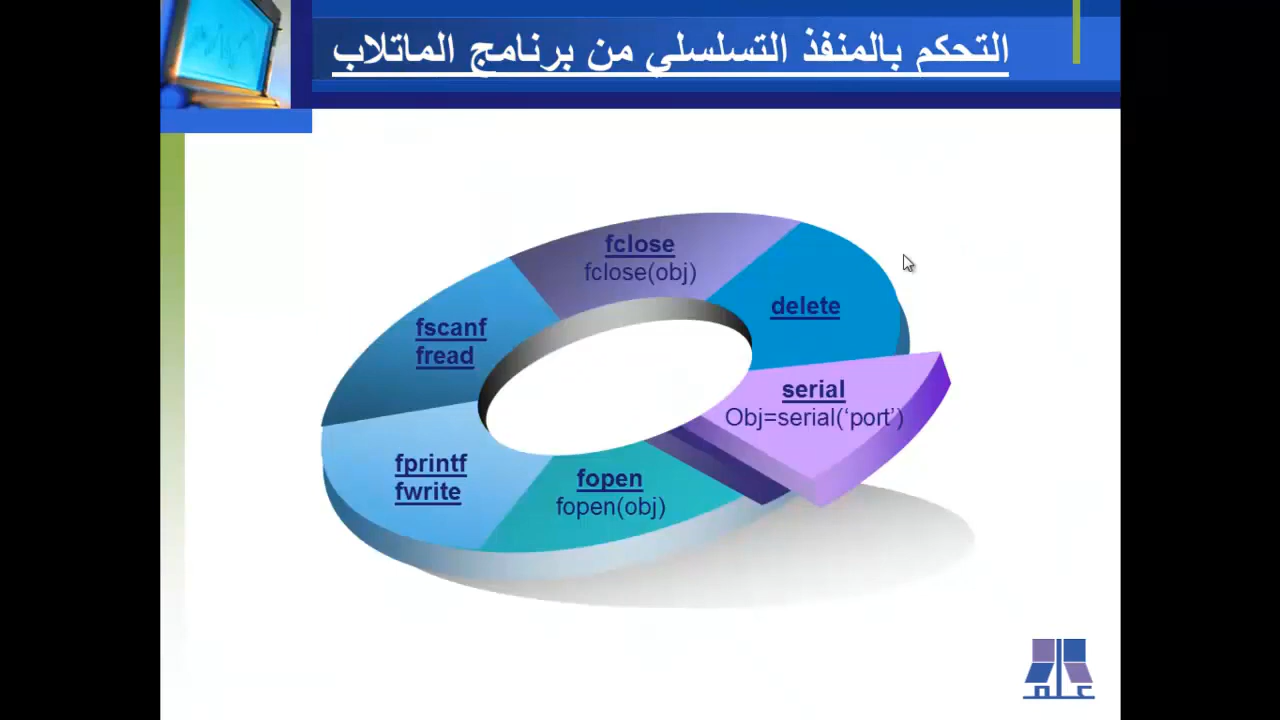 التحكم بالمنفذ التسلسلي من برنامج الماتلاب
fclose
fclose(obj)
delete
fscanf
fread
serial
Obj=serial(‘port’)
fprintf
fwrite
fopen
fopen(obj)
علم